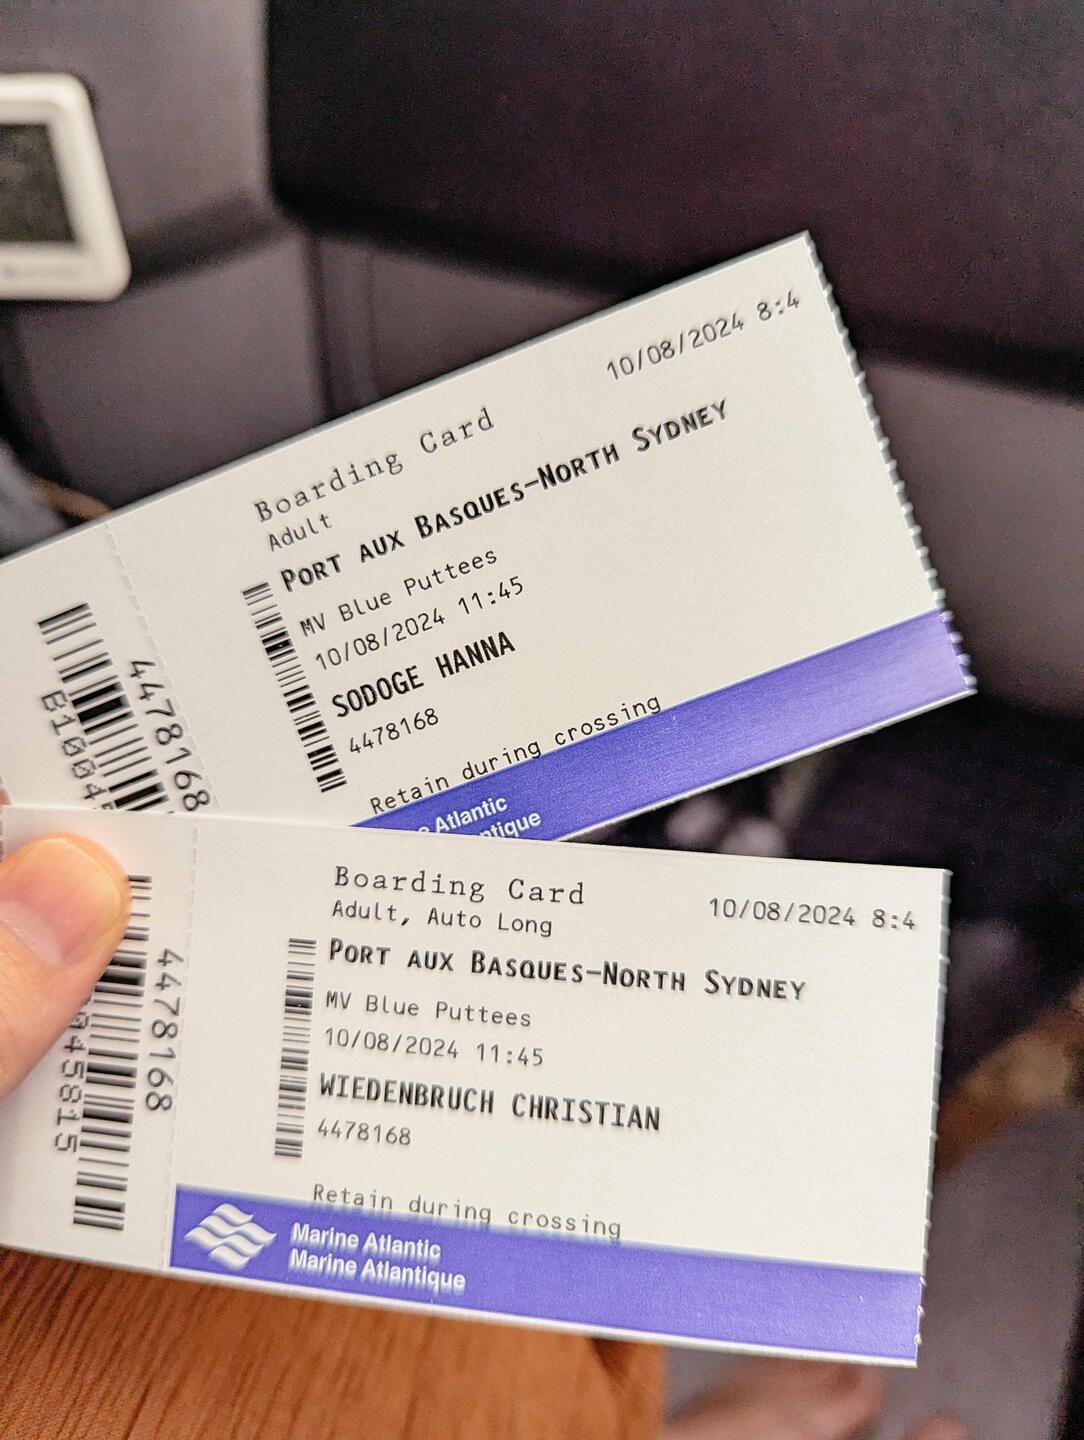 10/08/2024 8:4
Boarding Card
Adult
PORT AUX BASQUES-NORTH SYDNEY
MV Blue Puttees
10/08/2024 11:45
SODOGE HANNA
4478168
Retain during crossing
Atlantic
4478168
Boarding Card
10/08/2024 8:4
Adult, Auto Long
PORT AUX BASQUES-NORTH SYDNEY
MV Blue Puttees
10/08/2024 11:45
WIEDENBRUCH CHRISTIAN
4478168
Retain during crossing
Marine Atlantic
Marine Atlantique
4478168